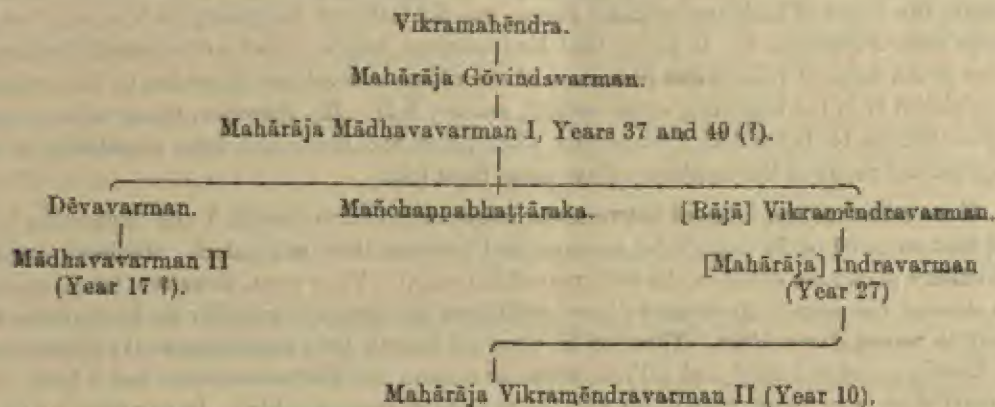 Vikramahēndra.
Mahārāja Gōvindavarman.
Mahārāja Mādhavavarman I, Years 37 and 40 (?).
Dēvavarman. Mañchaṇṇabhaṭṭāraka. [Rājā] Vikramēndravarman.
Mādhavavarman II [Mahārāja] Indravarman
(Year 17 ?). (Year 27)
Mahārāja Vikramēndravarman II (Year 10).